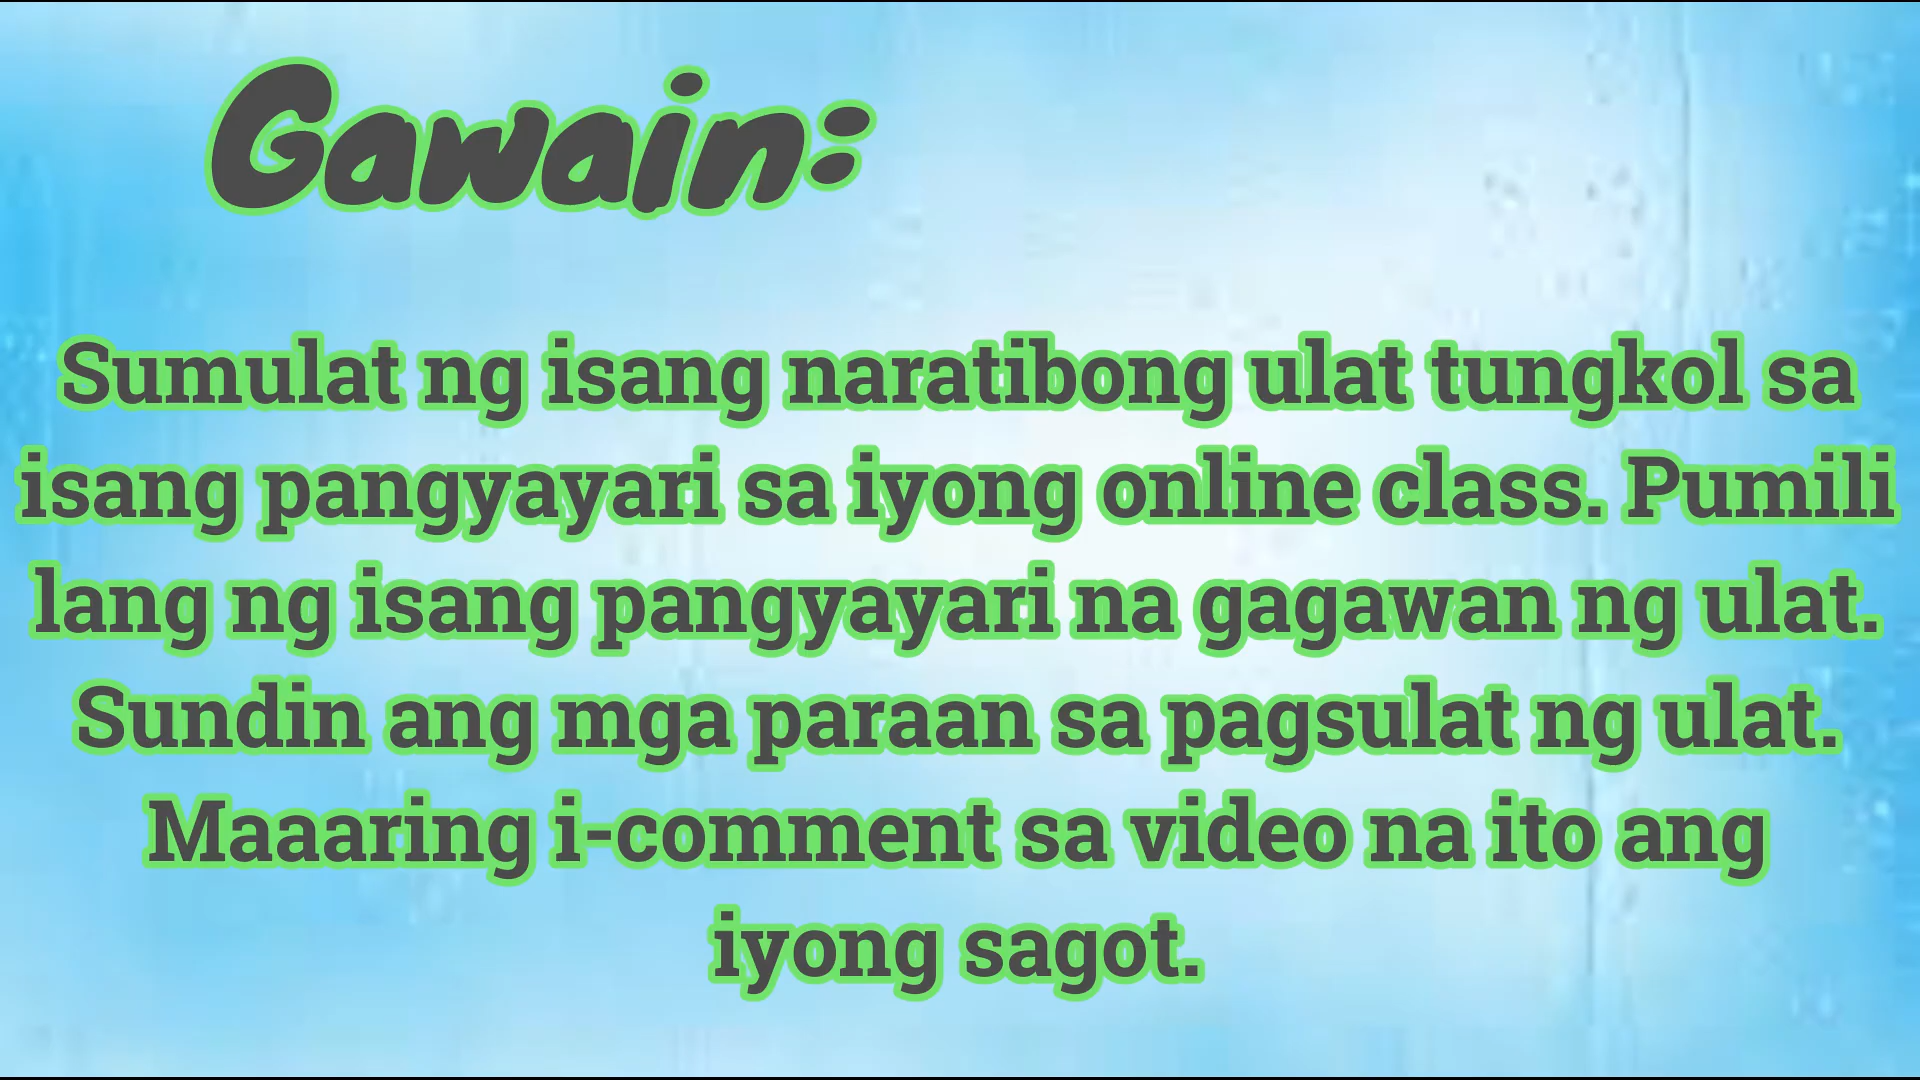 Gawain:
Sumulat ng isang naratibong ulat tungkol sa
isang pangyayari sa iyong online class. Pumili
lang ng isang pangyayari na gagawan ng ulat.
Sundin ang mga paraan sa pagsulat ng ulat.
Maaaring i-comment sa video na ito ang
iyong sagot.